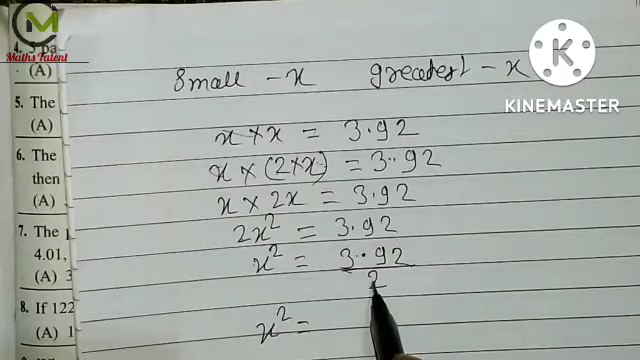 CM
Maths Talent
4. 3 pa
(A)
5. The
(A)
6. The
then
(A)
7. The
4.01,
(A) 3
8. If 122
(A) 1
KINEMASTER
Small - x greatest - x
x × x = 3.92
x × (2 × x) = 3.92
x × 2x = 3.92
2x² = 3.92
x² = 3.92
2
x² =